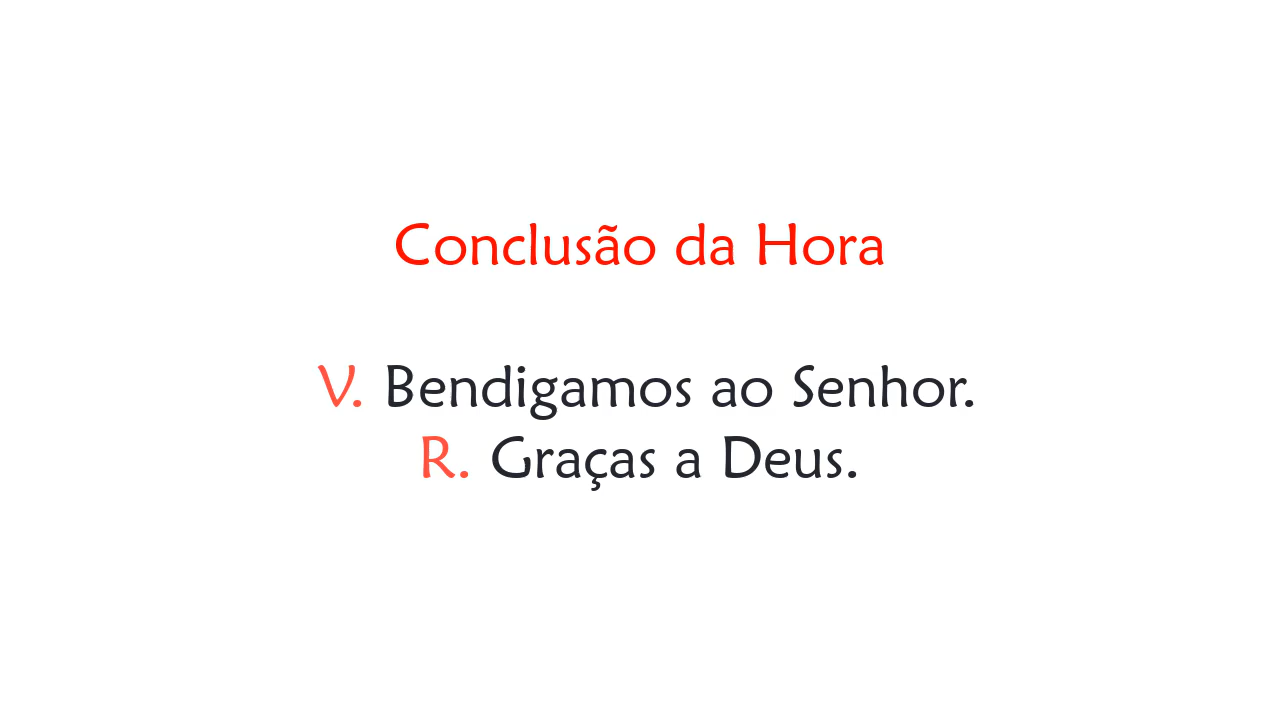 Conclusão da Hora
V. Bendigamos ao Senhor.
R. Graças a Deus.